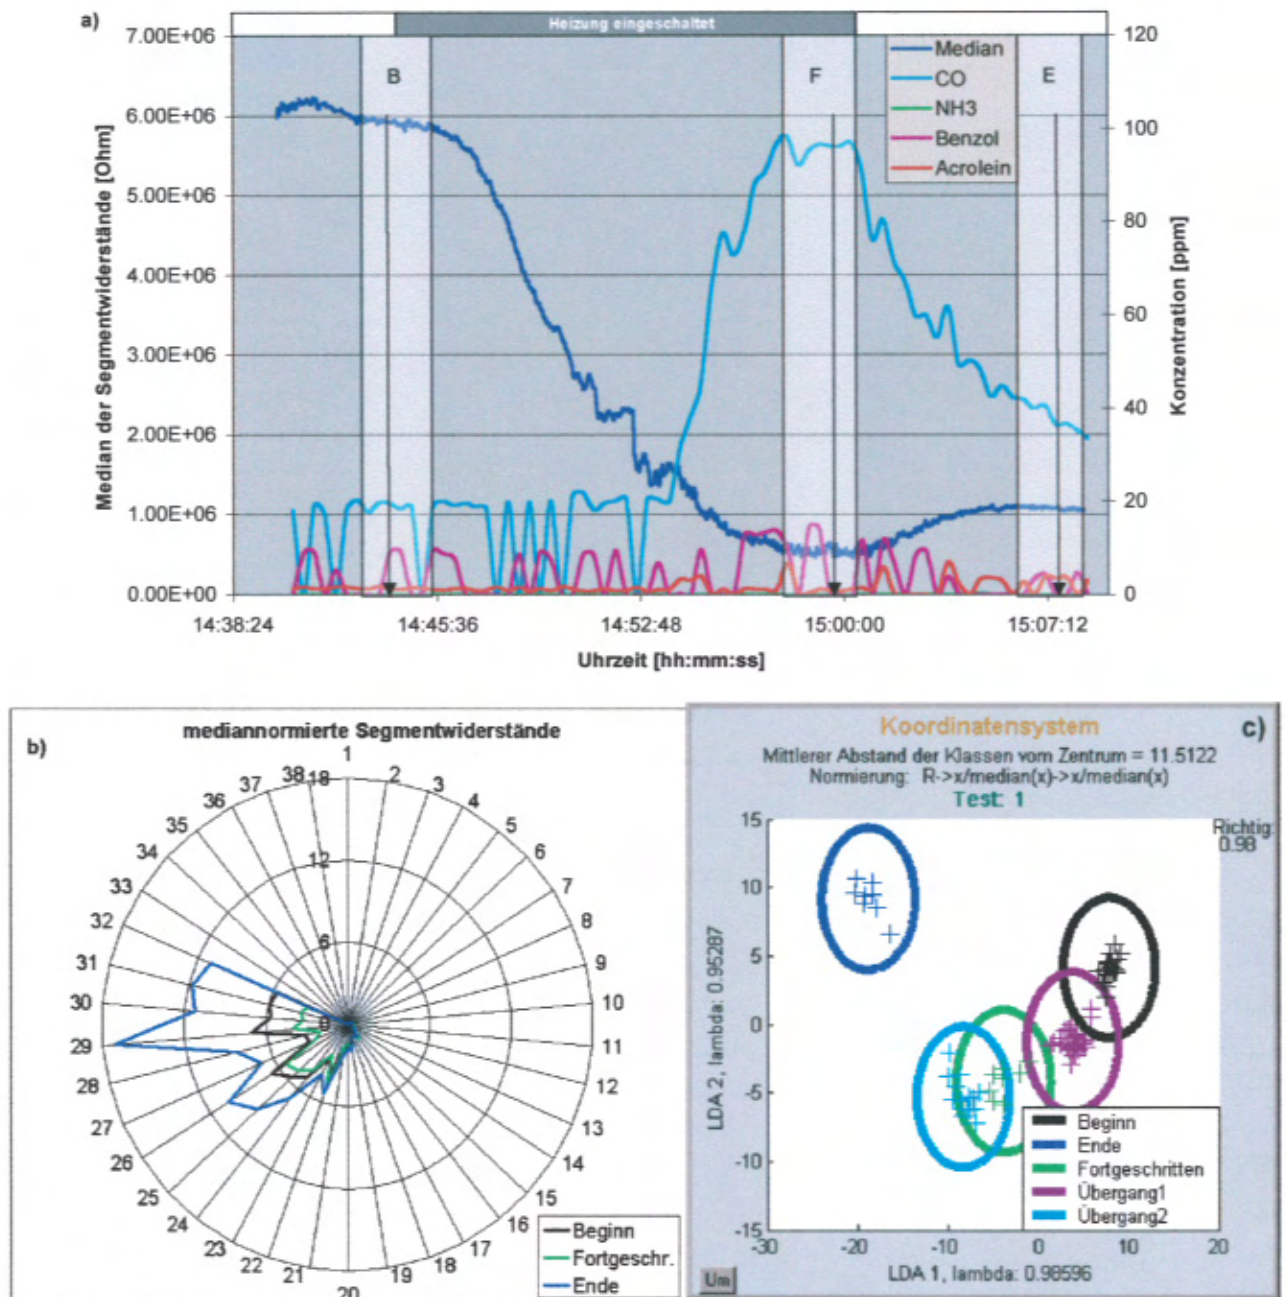 a)
Heizung eingeschaltet
7.00E+06
6.00E+06
5.00E+06
4.00E+06
3.00E+06
2.00E+06
1.00E+06
0.00E+00
Median der Segmentwiderstände [Ohm]
B
F
E
Median
CO
NH3
Benzol
Acrolein
120
100
80
60
40
20
0
Konzentration [ppm]
14:38:24 14:45:36 14:52:48 15:00:00 15:07:12
Uhrzeit [hh:mm:ss]
b)
mediannormierte Segmentwiderstände
1
2
3
4
5
6
7
8
9
10
11
12
13
14
15
16
17
18
19
20
21
22
23
24
25
26
27
28
29
30
31
32
33
34
35
36
37
38
18
12
6
0
Beginn
Fortgeschr.
Ende
Koordinatensystem
c)
Mittlerer Abstand der Klassen vom Zentrum = 11.5122
Normierung: R->x/median(x)->x/median(x)
Test: 1
Richtig:
0.98
15
10
5
0
-5
-10
-15
LDA 2, lambda: 0.95287
Beginn
Ende
Fortgeschritten
Übergang1
Übergang2
-30 -20 -10 0 10 20
LDA 1, lambda: 0.98596
Um